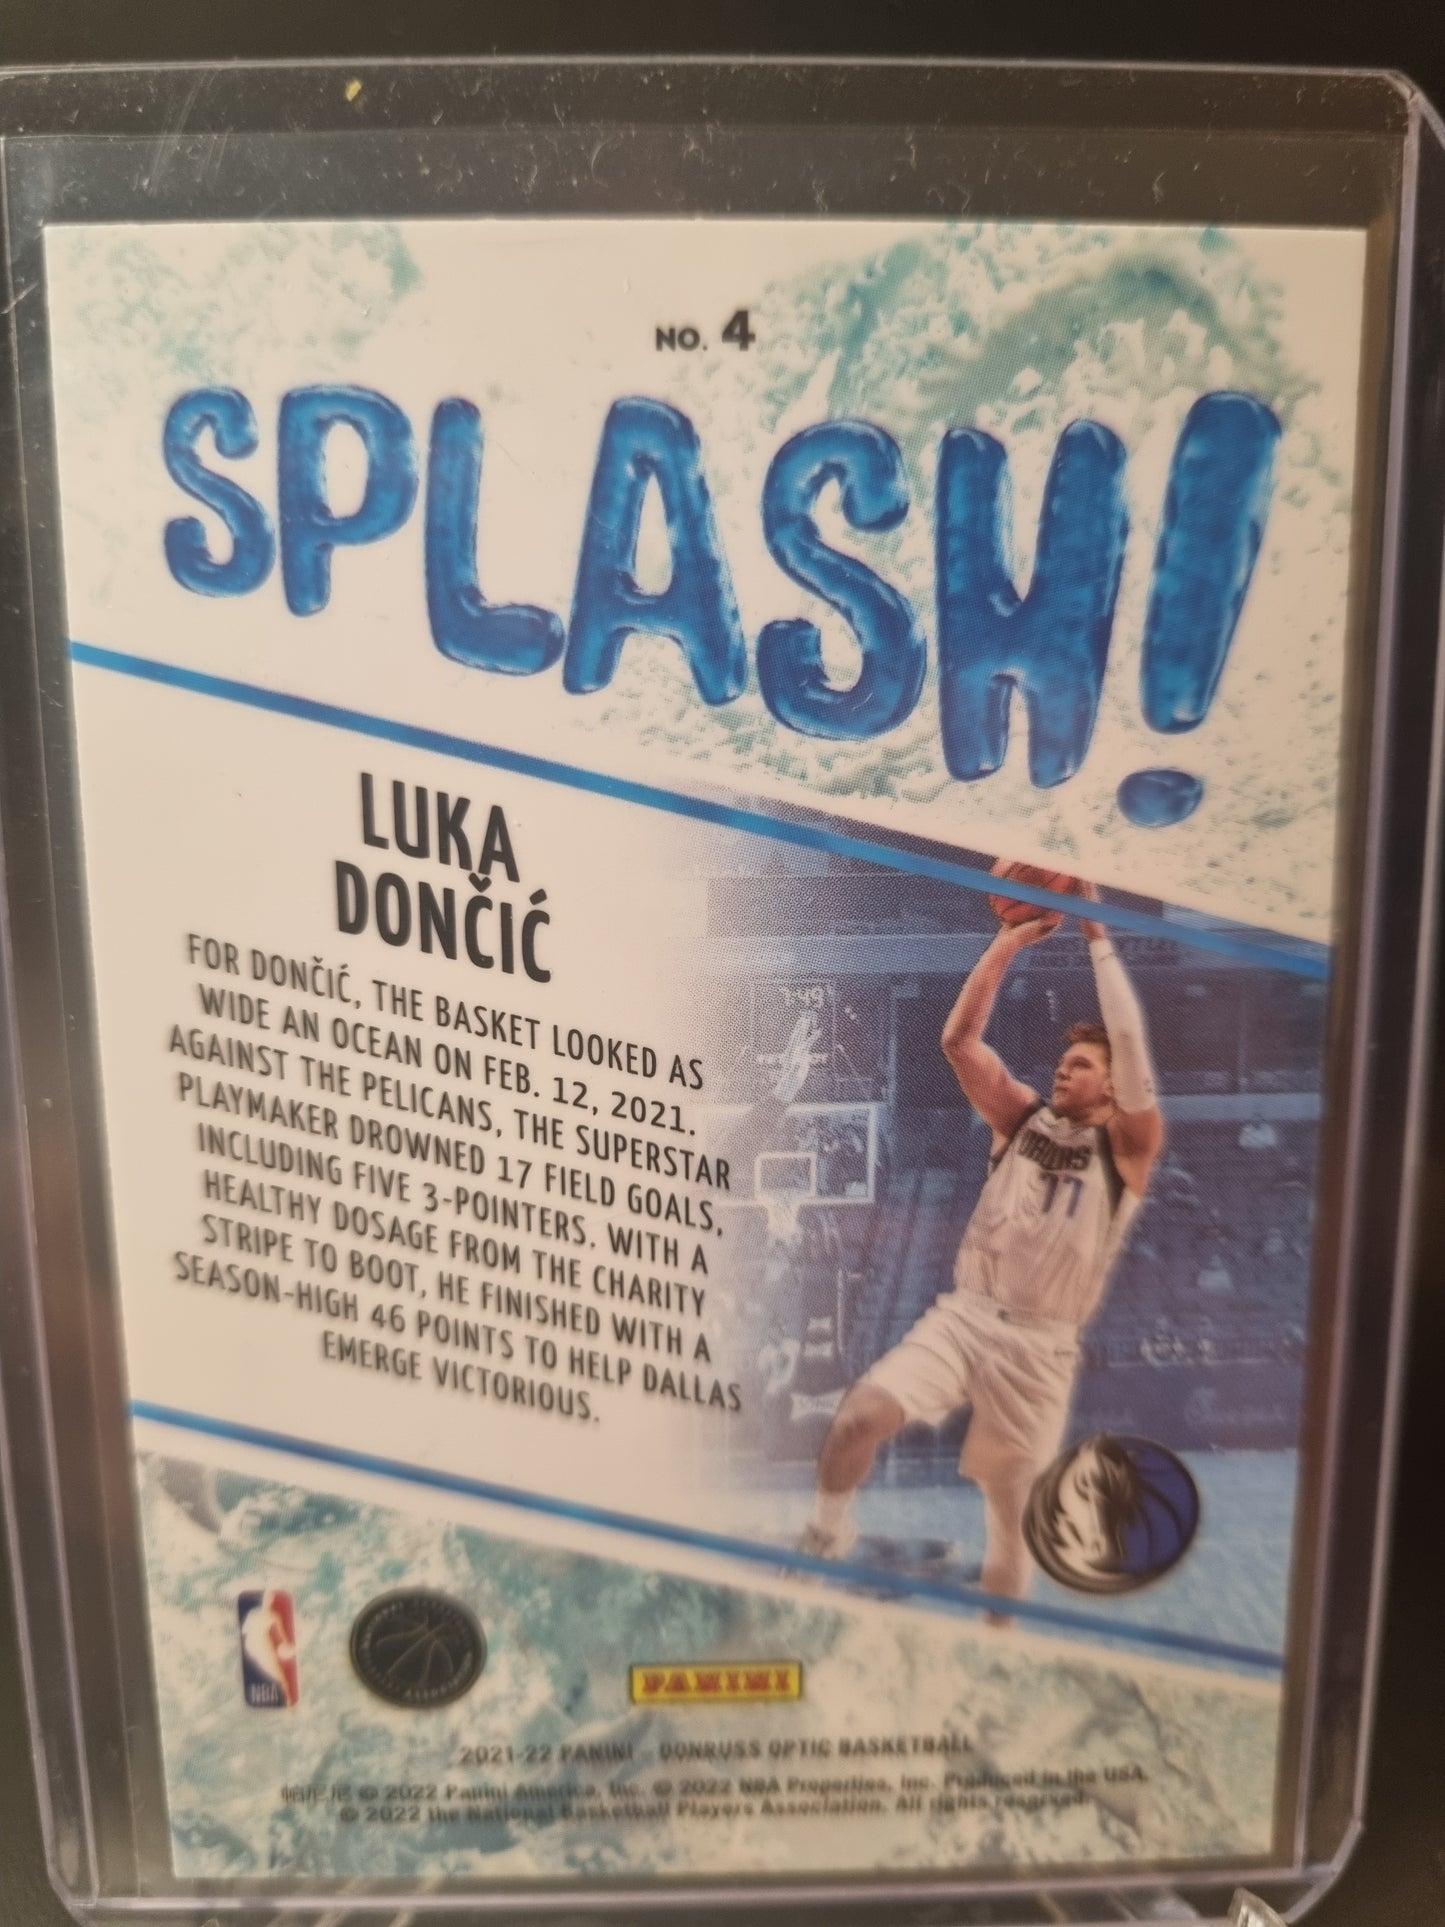 NO. 4
SPLASH!
LUKA
DONČIĆ
FOR DONČIĆ, THE BASKET LOOKED AS
WIDE AN OCEAN ON FEB. 12, 2021.
AGAINST THE PELICANS, THE SUPERSTAR
PLAYMAKER DROWNED 17 FIELD GOALS,
INCLUDING FIVE 3-POINTERS. WITH A
HEALTHY DOSAGE FROM THE CHARITY
STRIPE TO BOOT, HE FINISHED WITH A
SEASON-HIGH 46 POINTS TO HELP DALLAS
EMERGE VICTORIOUS.
DALLAS
77
NBA
PANINI
2021-22 PANINI - DONRUSS OPTIC BASKETBALL
© 2022 Panini America, Inc. © 2022 NBA Properties, Inc. Produced in the USA.
© 2022 the National Basketball Players Association. All rights reserved.